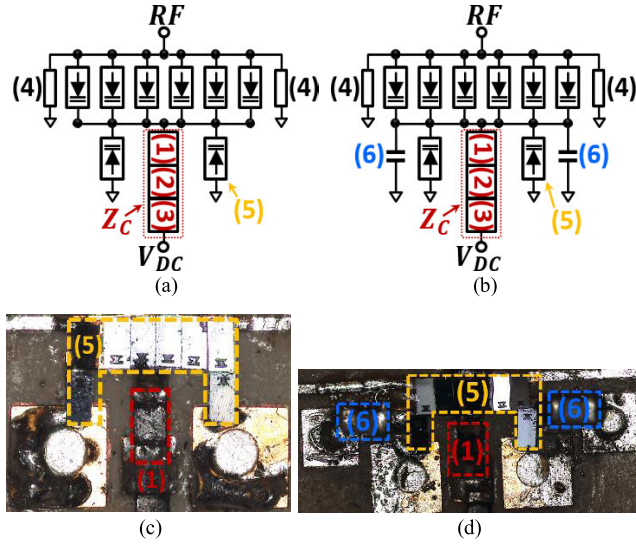 RF
(4)
(4)
(1)
(2)
(3)
(5)
Z_C
V_DC
(a)
RF
(4)
(4)
(6)
(6)
(1)
(2)
(3)
(5)
Z_C
V_DC
(b)
(5)
(1)
(c)
(6)
(5)
(6)
(1)
(d)